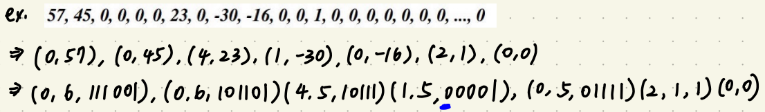 ex. 57, 45, 0, 0, 0, 0, 23, 0, -30, -16, 0, 0, 1, 0, 0, 0, 0, 0, 0, 0, ..., 0
⇒ (0,57), (0,45), (4,23), (1,-30), (0,-16), (2,1), (0,0)
⇒ (0, 6, 111001), (0,6,101101)(4,5,10111)(1,5,00001), (0,5,01111)(2,1,1)(0,0)